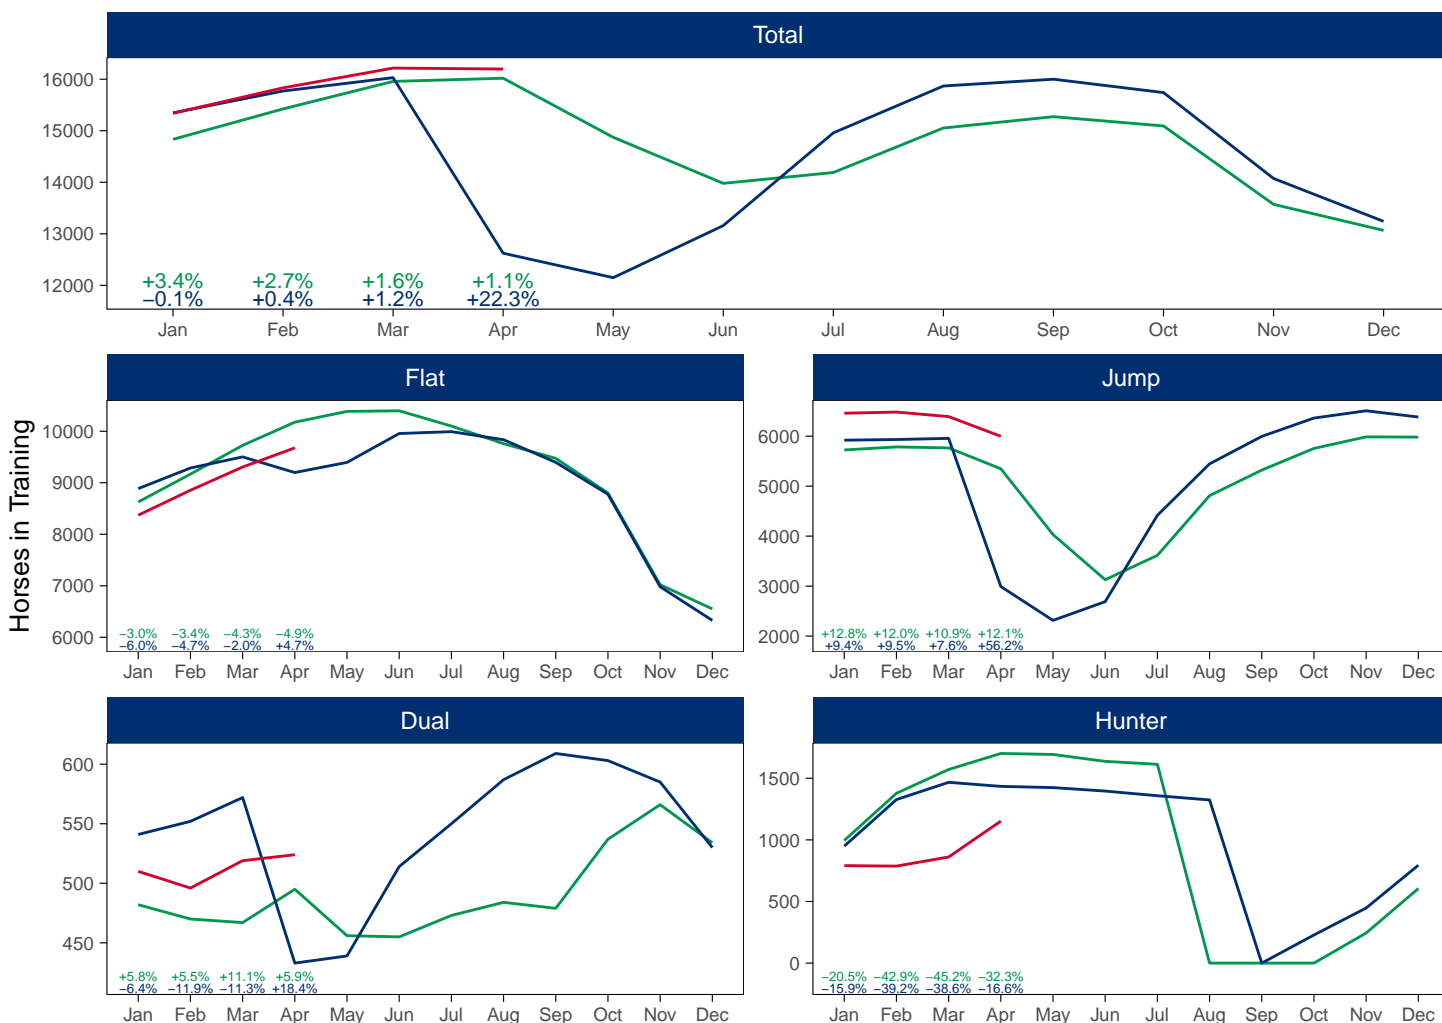 Total
16000
15000
14000
13000
12000
+3.4% +2.7% +1.6% +1.1%
−0.1% +0.4% +1.2% +22.3%
Jan Feb Mar Apr May Jun Jul Aug Sep Oct Nov Dec
Horses in Training
Flat
10000
9000
8000
7000
6000
−3.0% −3.4% −4.3% −4.9%
−6.0% −4.7% −2.0% +4.7%
Jan Feb Mar Apr May Jun Jul Aug Sep Oct Nov Dec
Jump
6000
5000
4000
3000
2000
+12.8% +12.0% +10.9% +12.1%
+9.4% +9.5% +7.6% +56.2%
Jan Feb Mar Apr May Jun Jul Aug Sep Oct Nov Dec
Dual
600
550
500
450
+5.8% +5.5% +11.1% +5.9%
−6.4% −11.9% −11.3% +18.4%
Jan Feb Mar Apr May Jun Jul Aug Sep Oct Nov Dec
Hunter
1500
1000
500
0
−20.5% −42.9% −45.2% −32.3%
−15.9% −39.2% −38.6% −16.6%
Jan Feb Mar Apr May Jun Jul Aug Sep Oct Nov Dec